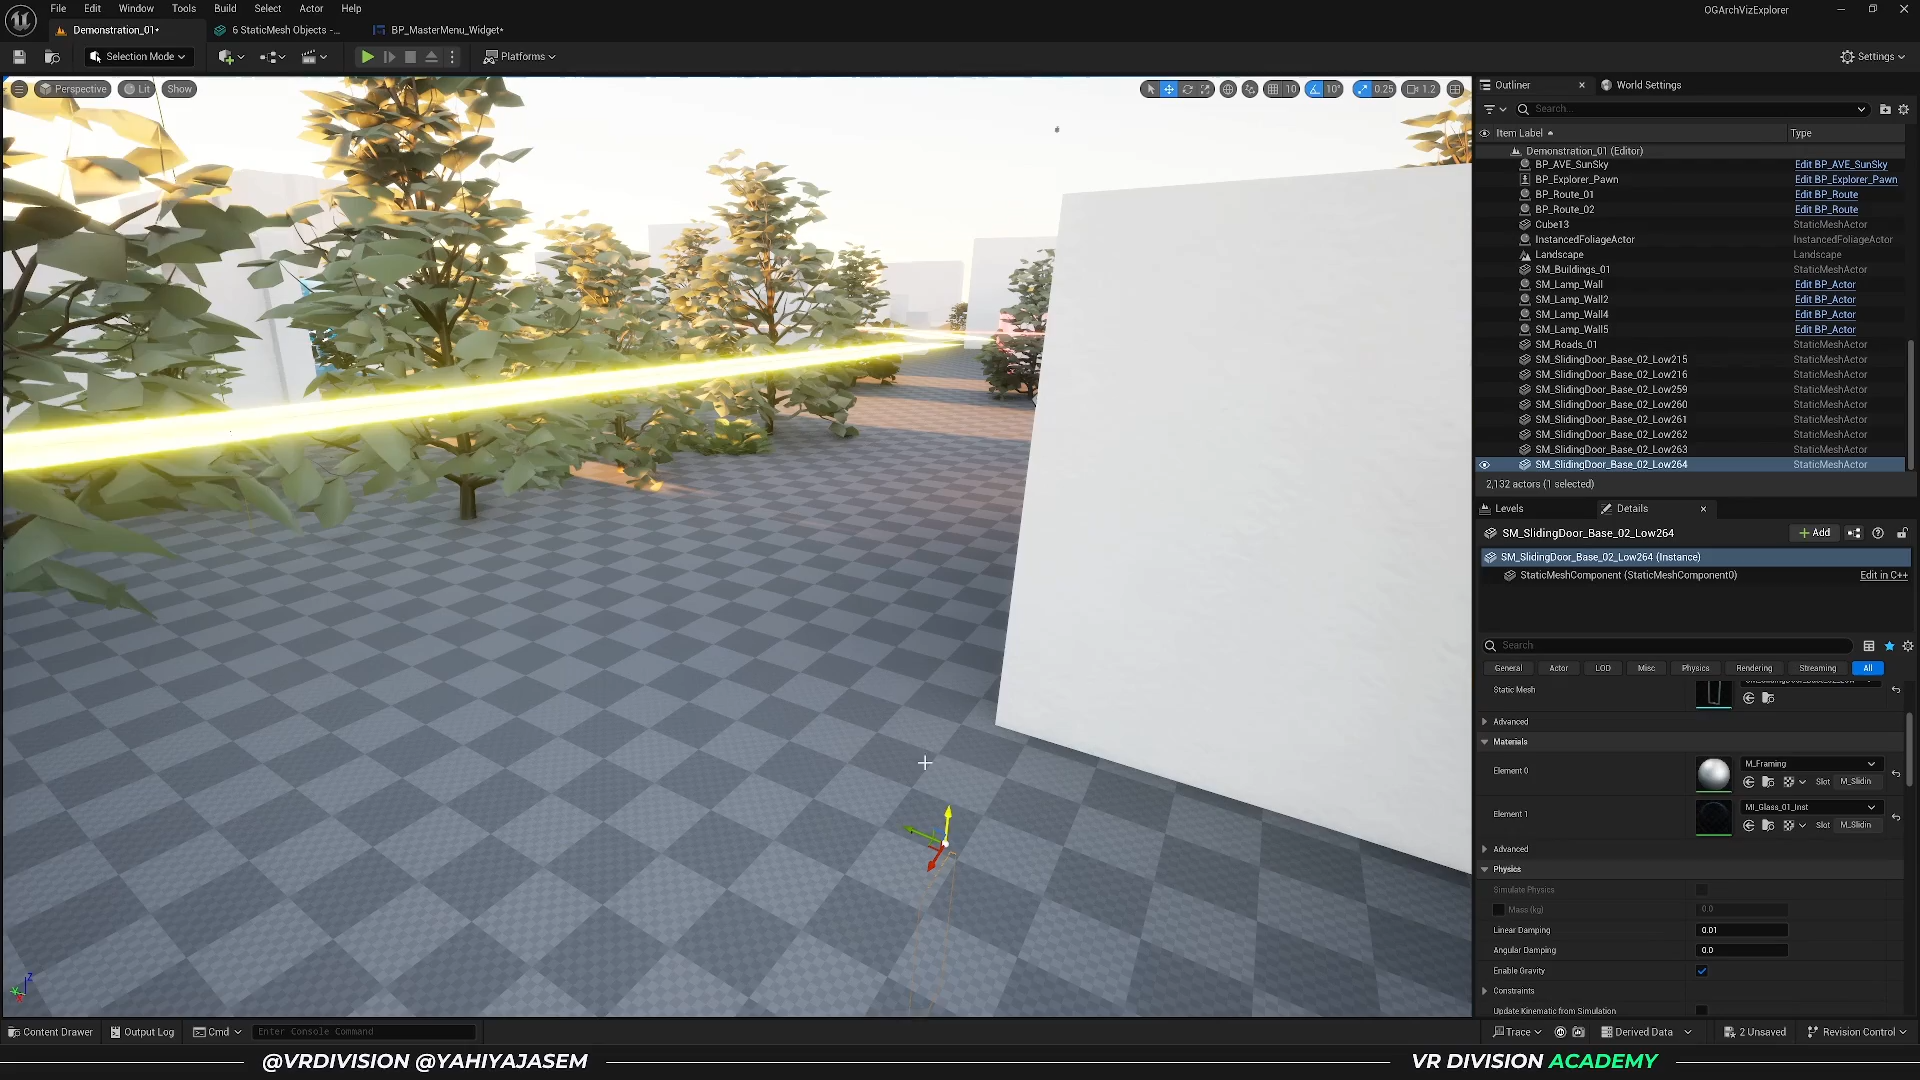 File Edit Window Tools Build Select Actor Help
OGArchVizExplorer
Demonstration_01•
6 StaticMesh Objects -...
BP_MasterMenu_Widget•
Selection Mode
Platforms
Settings
Perspective
Lit
Show
10
10°
0.25
1.2
Outliner
World Settings
Search...
Item Label
Type
Demonstration_01 (Editor)
BP_AVE_SunSky Edit BP_AVE_SunSky
BP_Explorer_Pawn Edit BP_Explorer_Pawn
BP_Route_01 Edit BP_Route
BP_Route_02 Edit BP_Route
Cube13 StaticMeshActor
InstancedFoliageActor InstancedFoliageActor
Landscape Landscape
SM_Buildings_01 StaticMeshActor
SM_Lamp_Wall Edit BP_Actor
SM_Lamp_Wall2 Edit BP_Actor
SM_Lamp_Wall4 Edit BP_Actor
SM_Lamp_Wall5 Edit BP_Actor
SM_Roads_01 StaticMeshActor
SM_SlidingDoor_Base_02_Low215 StaticMeshActor
SM_SlidingDoor_Base_02_Low216 StaticMeshActor
SM_SlidingDoor_Base_02_Low259 StaticMeshActor
SM_SlidingDoor_Base_02_Low260 StaticMeshActor
SM_SlidingDoor_Base_02_Low261 StaticMeshActor
SM_SlidingDoor_Base_02_Low262 StaticMeshActor
SM_SlidingDoor_Base_02_Low263 StaticMeshActor
SM_SlidingDoor_Base_02_Low264 StaticMeshActor
2,132 actors (1 selected)
Levels
Details
SM_SlidingDoor_Base_02_Low264
Add
SM_SlidingDoor_Base_02_Low264 (Instance)
StaticMeshComponent (StaticMeshComponent0) Edit in C++
Search
General Actor LOD Misc Physics Rendering Streaming All
Static Mesh
Advanced
Materials
Element 0 M_Framing
Slot M_Slidin
Element 1 MI_Glass_01_Inst
Slot M_Slidin
Advanced
Physics
Simulate Physics
Mass (kg) 0.0
Linear Damping 0.01
Angular Damping 0.0
Enable Gravity
Constraints
Update Kinematic from Simulation
Content Drawer
Output Log
Cmd
Enter Console Command
Trace
Derived Data
2 Unsaved
Revision Control
@VRDIVISION @YAHIYAJASEM
VR DIVISION ACADEMY